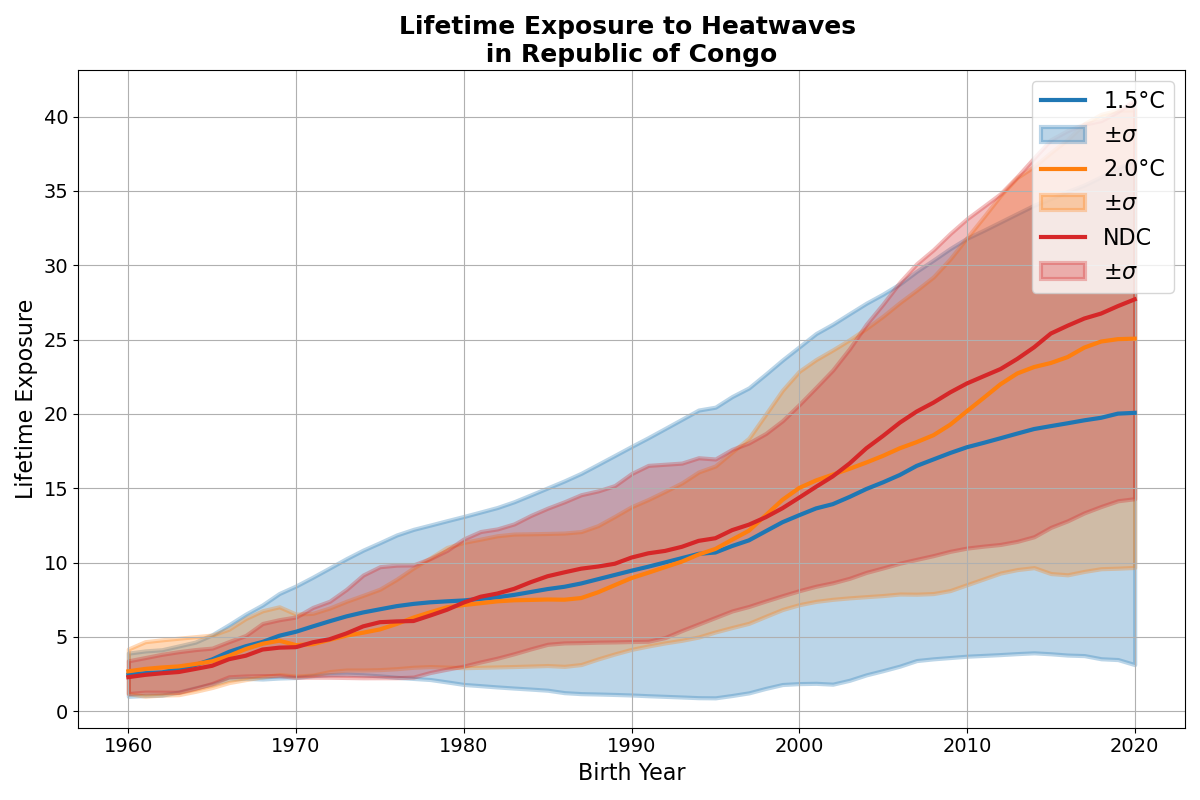 Lifetime Exposure to Heatwaves
in Republic of Congo
Lifetime Exposure
40
35
30
25
20
15
10
5
0
1960
1970
1980
1990
2000
2010
2020
Birth Year
1.5°C
±σ
2.0°C
±σ
NDC
±σ